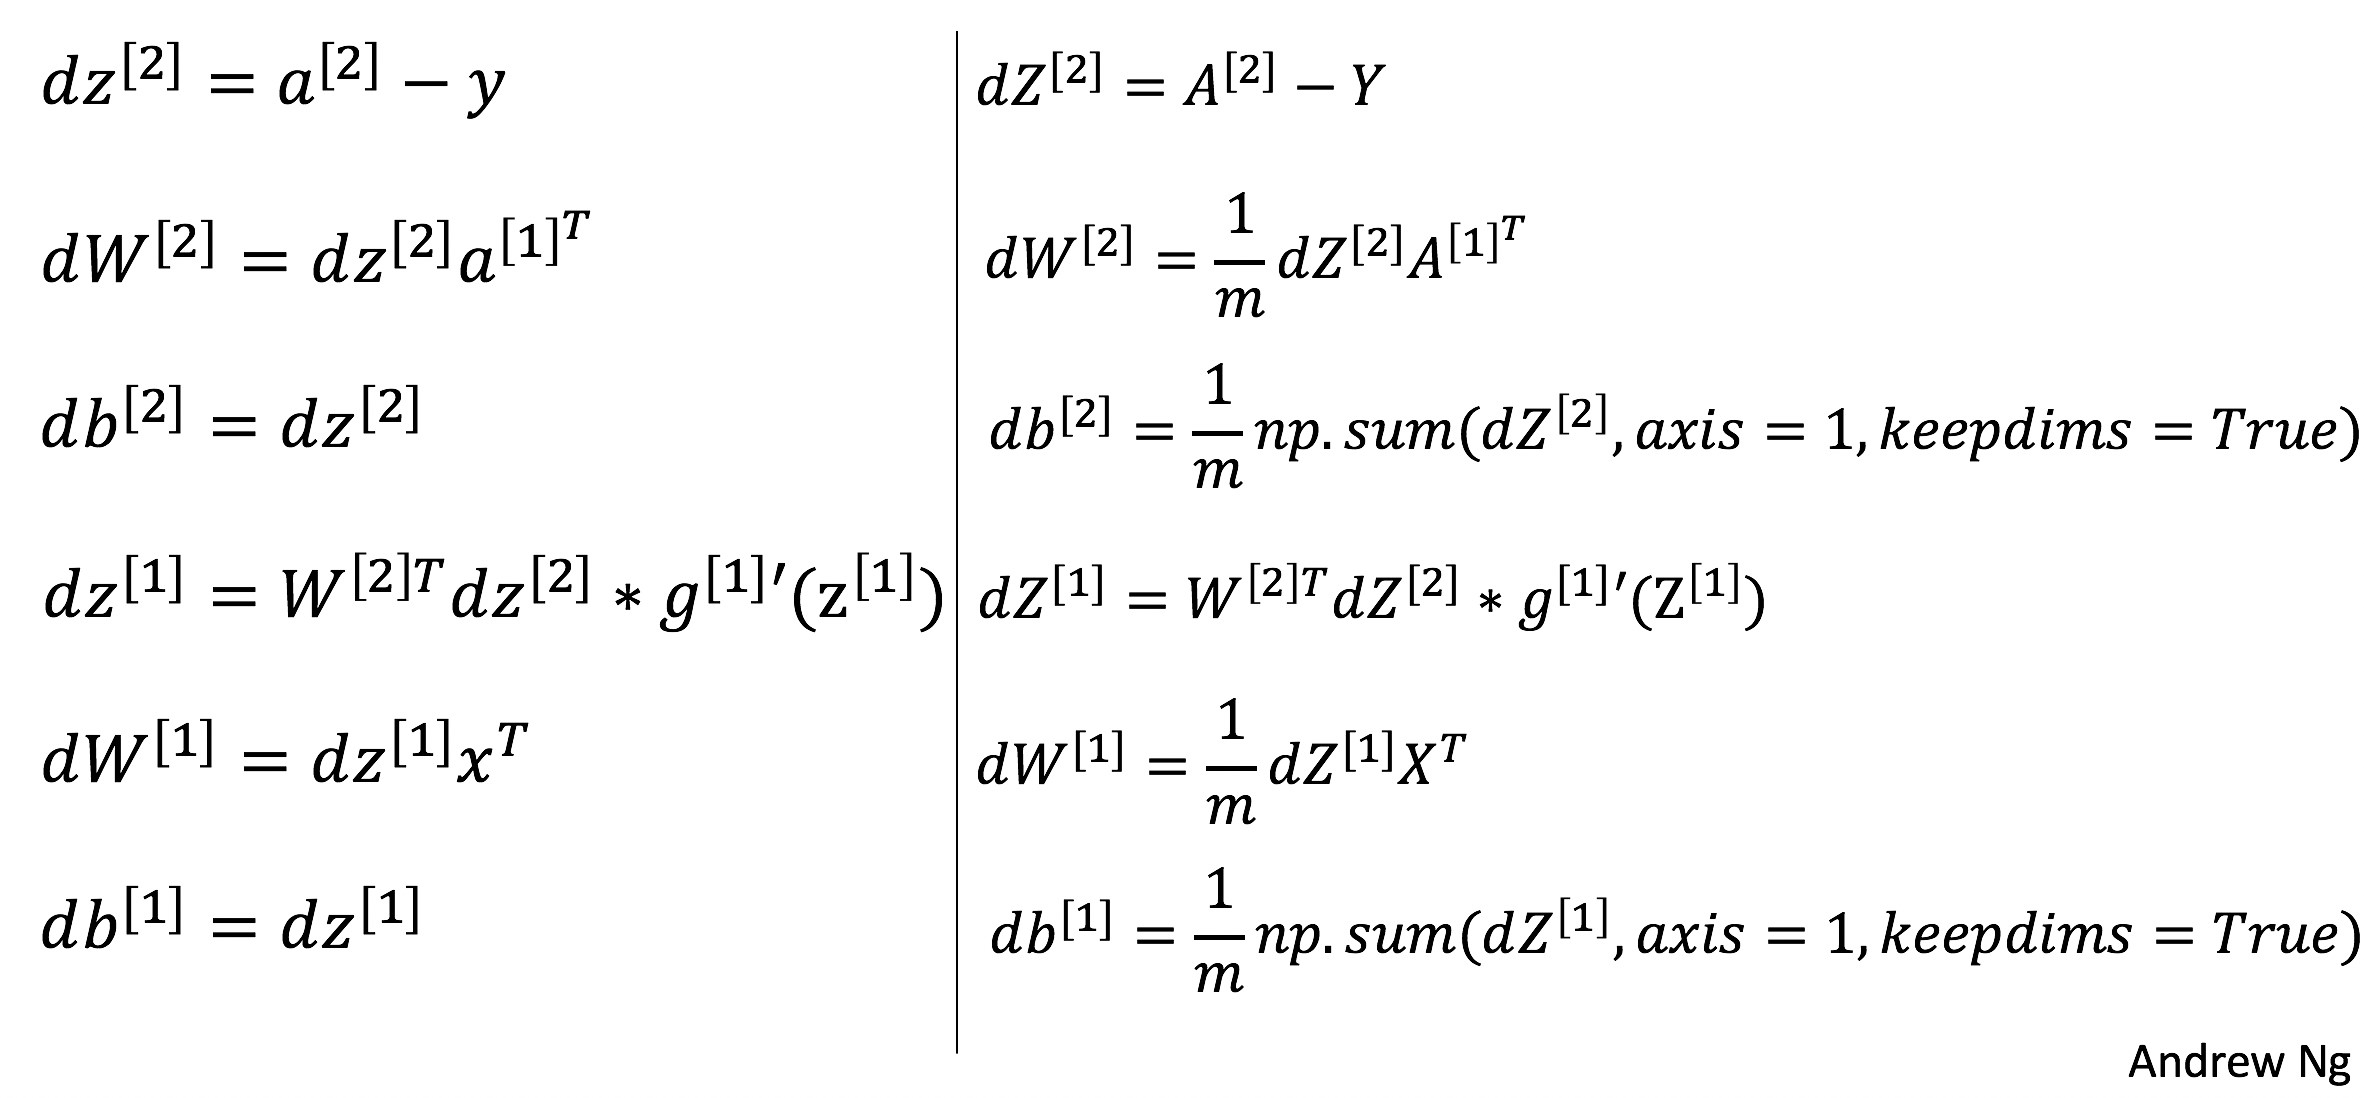 dz^[2] = a^[2] − y
dW^[2] = dz^[2]a^[1]^T
db^[2] = dz^[2]
dz^[1] = W^[2]T dz^[2] ∗ g^[1]′(z^[1])
dW^[1] = dz^[1]x^T
db^[1] = dz^[1]
dZ^[2] = A^[2] − Y
dW^[2] = 1/m dZ^[2]A^[1]^T
db^[2] = 1/m np.sum(dZ^[2], axis = 1, keepdims = True)
dZ^[1] = W^[2]T dZ^[2] ∗ g^[1]′(Z^[1])
dW^[1] = 1/m dZ^[1]X^T
db^[1] = 1/m np.sum(dZ^[1], axis = 1, keepdims = True)
Andrew Ng